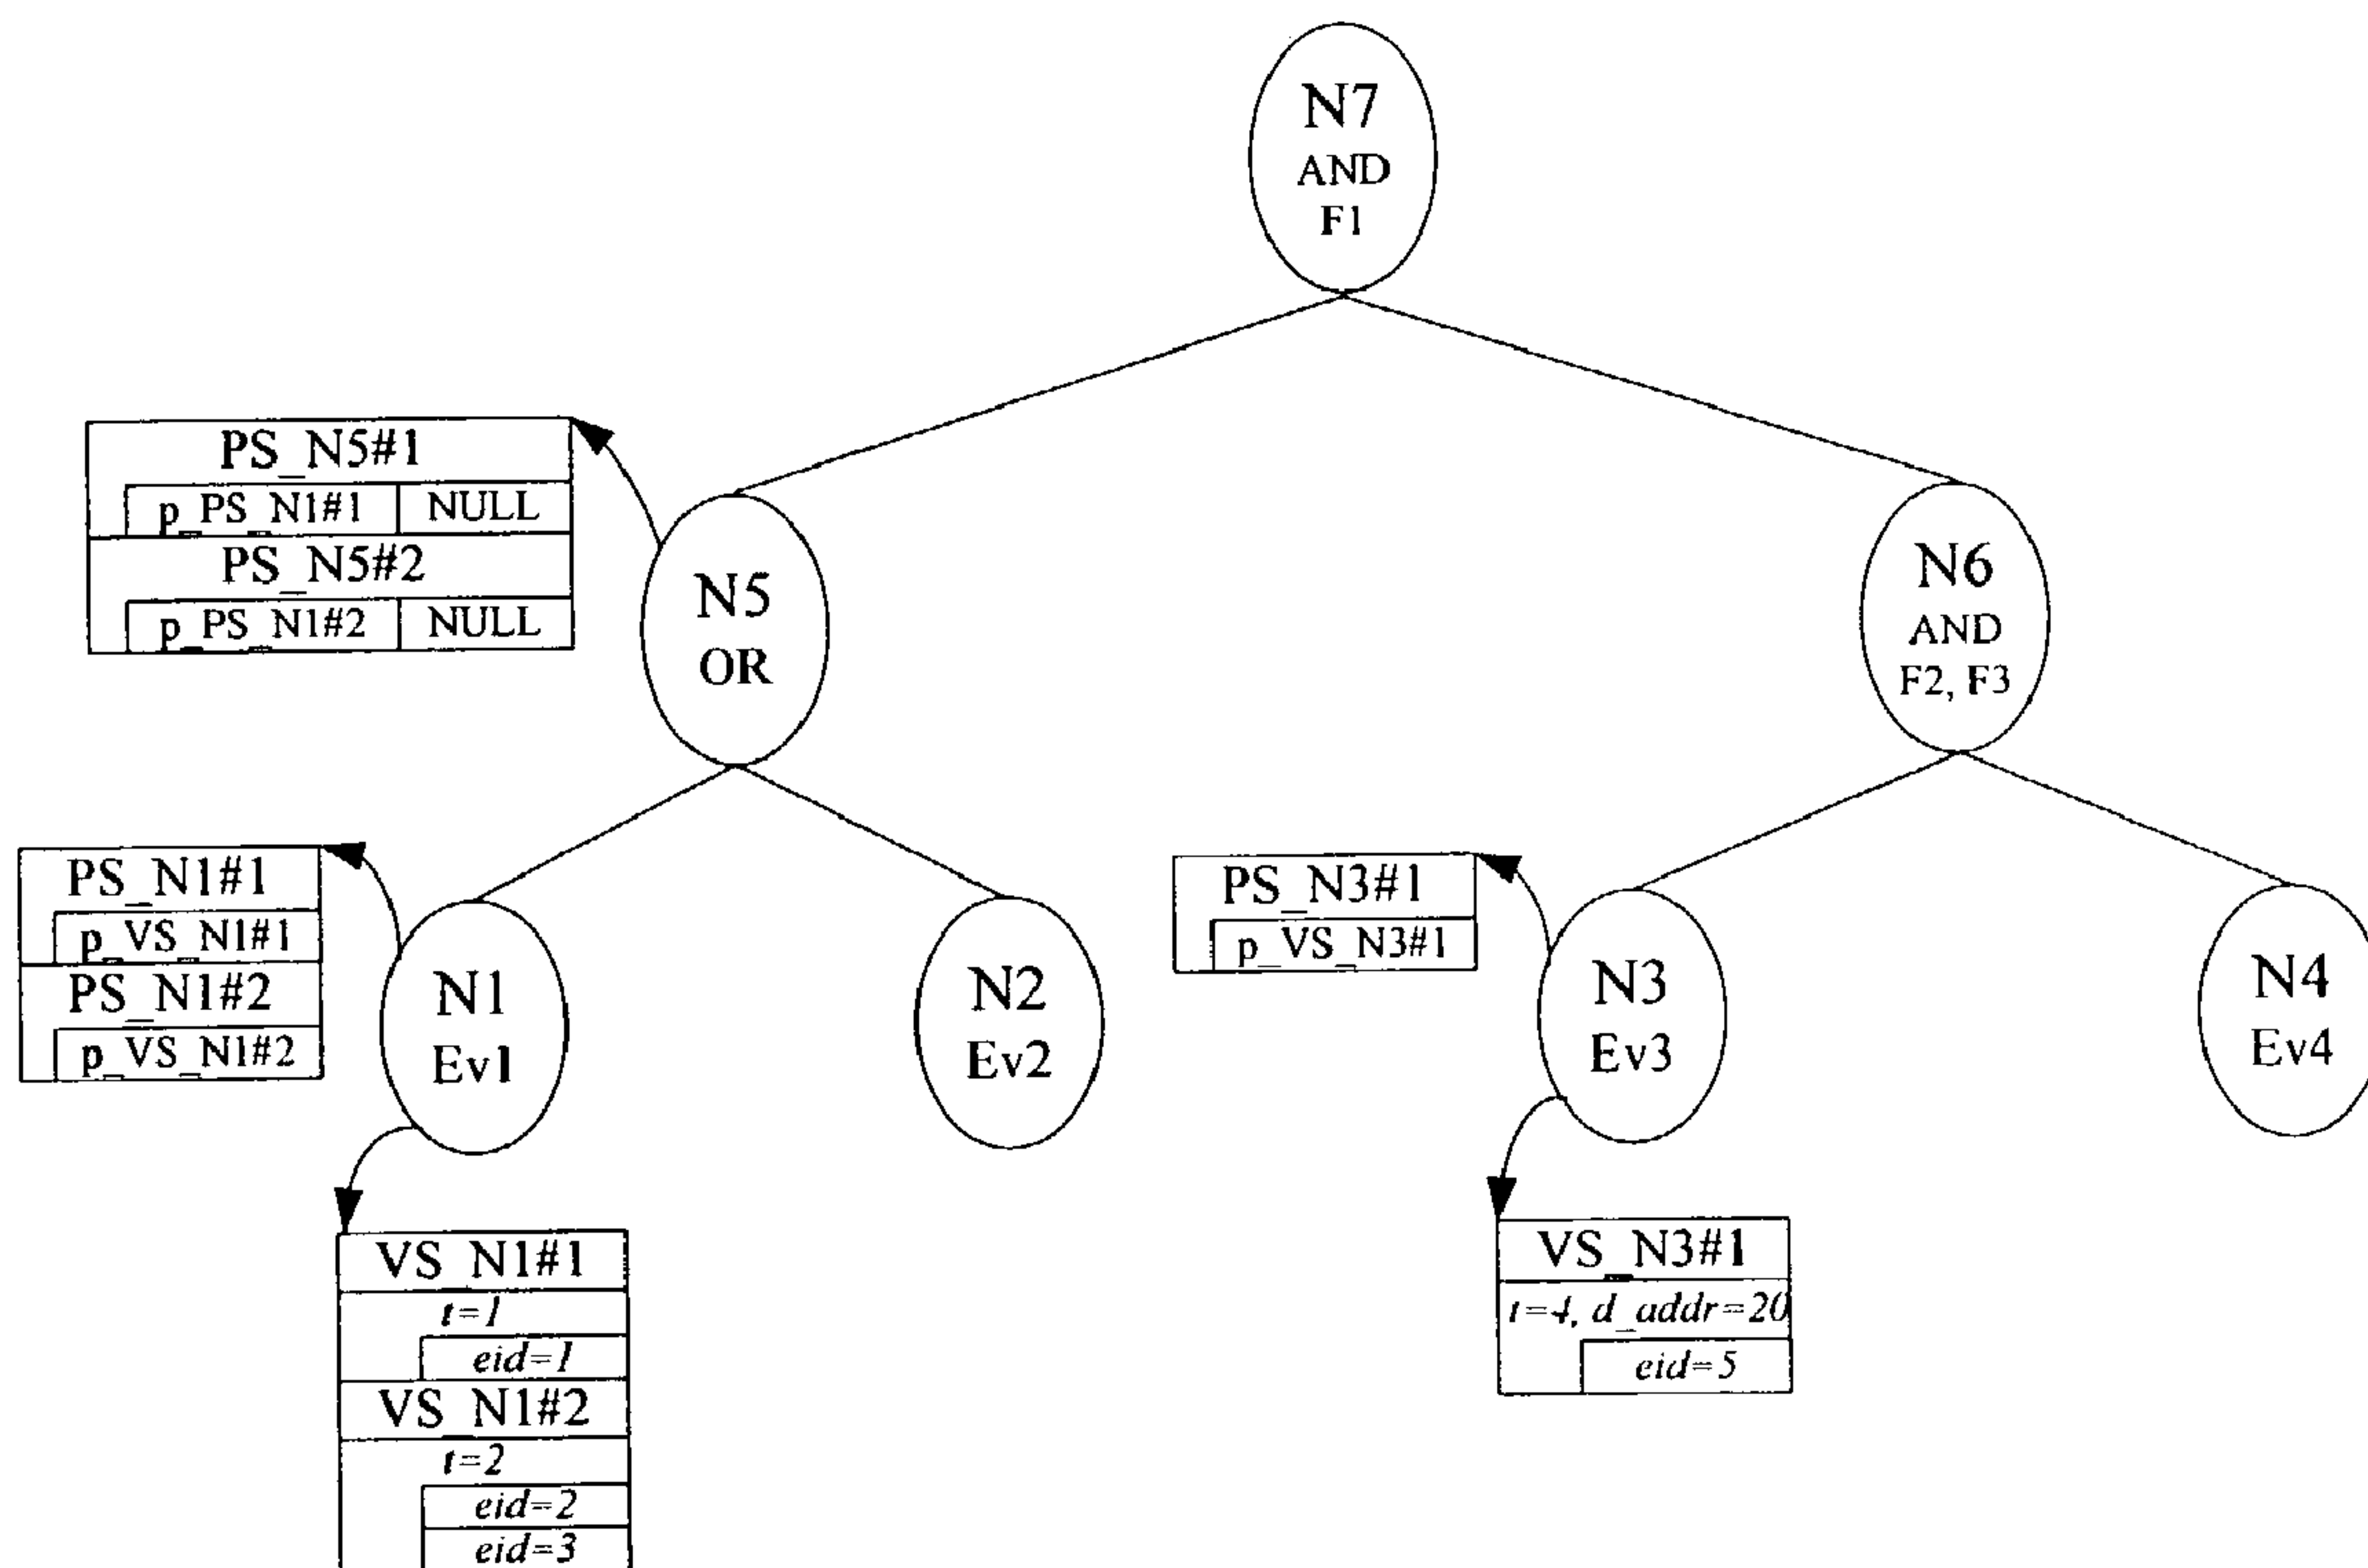 N7
AND
F1
PS_N5#1
p_PS_N1#1 NULL
PS_N5#2
p_PS_N1#2 NULL
N5
OR
N6
AND
F2, F3
PS_N1#1
p_VS_N1#1
PS_N1#2
p_VS_N1#2
N1
Ev1
N2
Ev2
PS_N3#1
p_VS_N3#1
N3
Ev3
N4
Ev4
VS_N1#1
t=1
eid=1
VS_N1#2
t=2
eid=2
eid=3
VS_N3#1
t=4, d_addr=20
eid=5